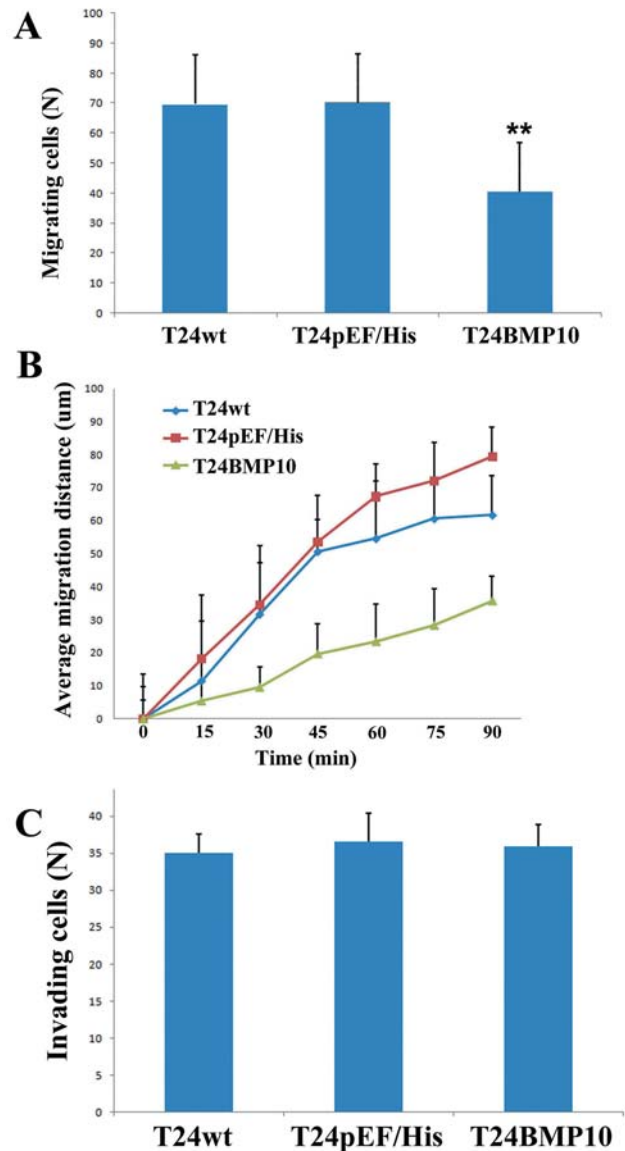 A
Migrating cells (N)
100
90
80
70
60
50
40
30
20
10
0
**
T24wt T24pEF/His T24BMP10
B
Average migration distance (um)
100
90
80
70
60
50
40
30
20
10
0
T24wt
T24pEF/His
T24BMP10
0 15 30 45 60 75 90
Time (min)
C
Invading cells (N)
40
35
30
25
20
15
10
5
0
T24wt T24pEF/His T24BMP10